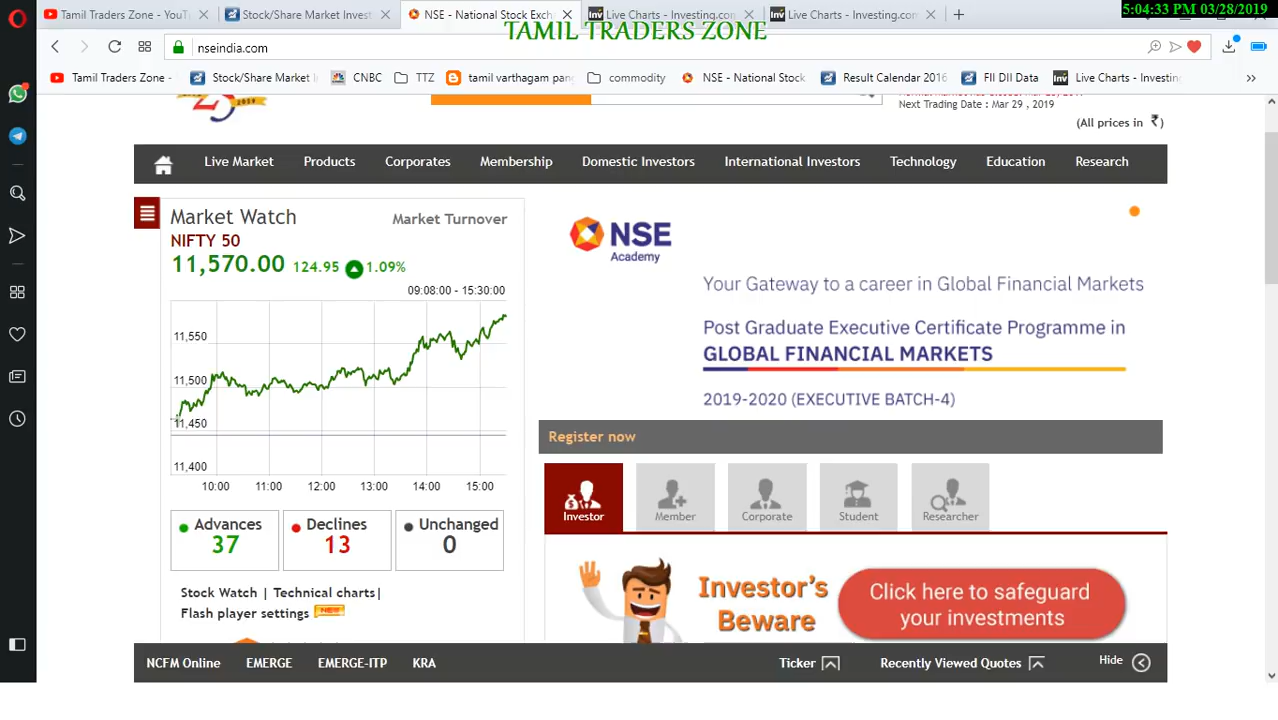 5:04:33 PM 03/28/2019
Tamil Traders Zone - YouT
Stock/Share Market Invest
NSE - National Stock Exch
Live Charts - Investing.con
Live Charts - Investing.con
TAMIL TRADERS ZONE
nseindia.com
Tamil Traders Zone -
Stock/Share Market I
CNBC
TTZ
tamil varthagam pan
commodity
NSE - National Stock
Result Calendar 2016
FII DII Data
Live Charts - Investin
2019
Next Trading Date : Mar 29 , 2019
(All prices in ₹)
Live Market
Products
Corporates
Membership
Domestic Investors
International Investors
Technology
Education
Research
Market Watch
Market Turnover
NIFTY 50
11,570.00 124.95 1.09%
09:08:00 - 15:30:00
11,550
11,500
11,450
11,400
10:00 11:00 12:00 13:00 14:00 15:00
Advances
37
Declines
13
Unchanged
0
Stock Watch | Technical charts|
Flash player settings NEW
NSE
Academy
Your Gateway to a career in Global Financial Markets
Post Graduate Executive Certificate Programme in
GLOBAL FINANCIAL MARKETS
2019-2020 (EXECUTIVE BATCH-4)
Register now
Investor
Member
Corporate
Student
Researcher
Investor's
Beware
Click here to safeguard
your investments
NCFM Online
EMERGE
EMERGE-ITP
KRA
Ticker
Recently Viewed Quotes
Hide